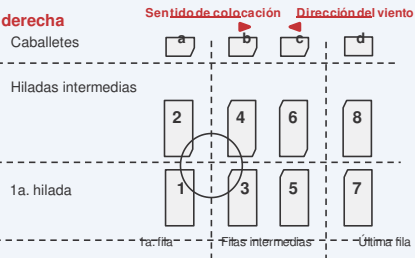 Sentido de colocación Dirección del viento
derecha
Caballetes a b c d
Hiladas intermedias
2 4 6 8
1a. hilada 1 3 5 7
1a. fila Filas intermedias Última fila